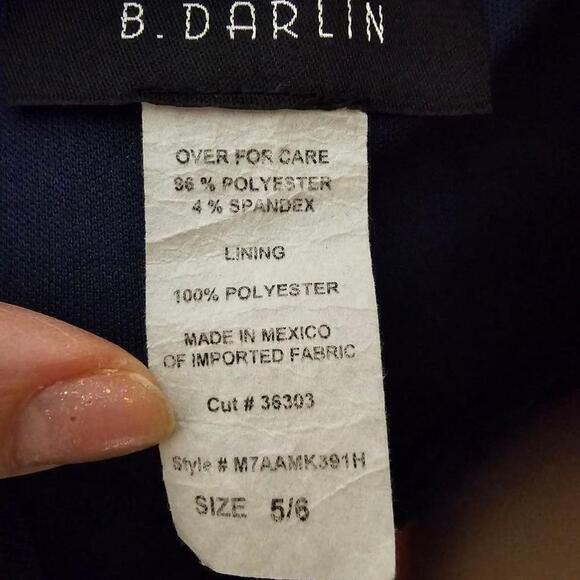 B. DARLIN
OVER FOR CARE
96 % POLYESTER
4 % SPANDEX
LINING
100% POLYESTER
MADE IN MEXICO
OF IMPORTED FABRIC
Cut # 36303
Style # M7AAMK391H
SIZE 5/6